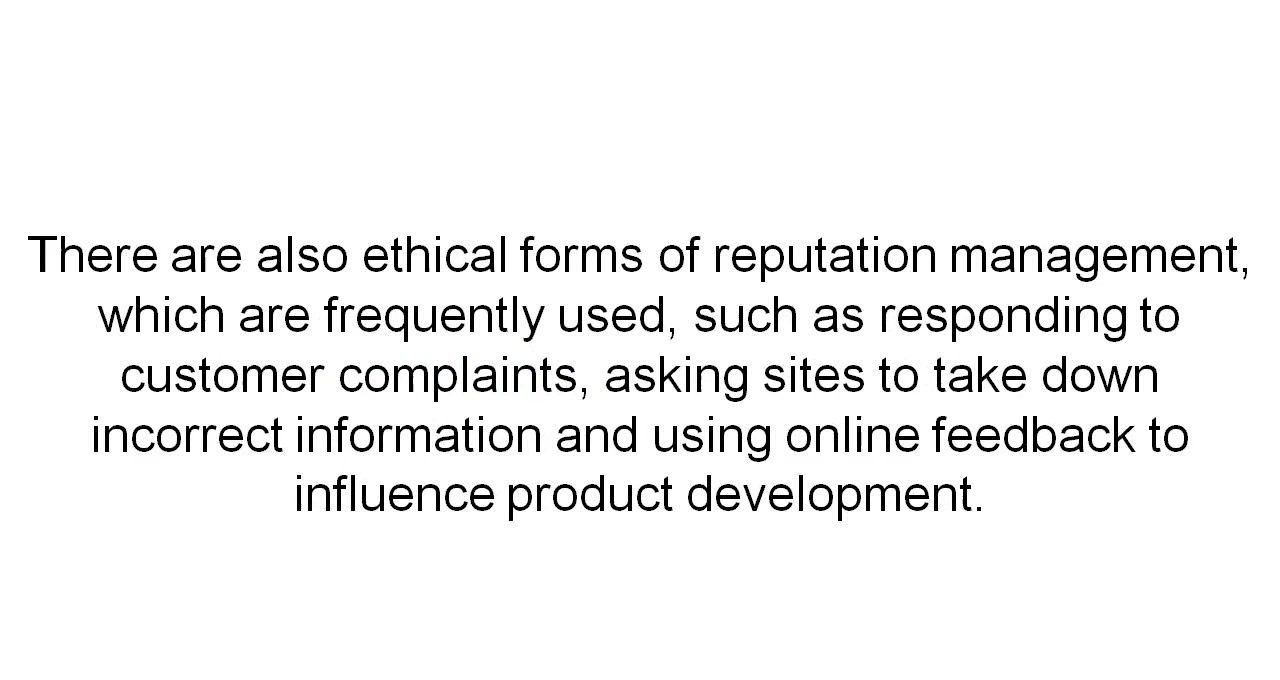 There are also ethical forms of reputation management,
which are frequently used, such as responding to
customer complaints, asking sites to take down
incorrect information and using online feedback to
influence product development.